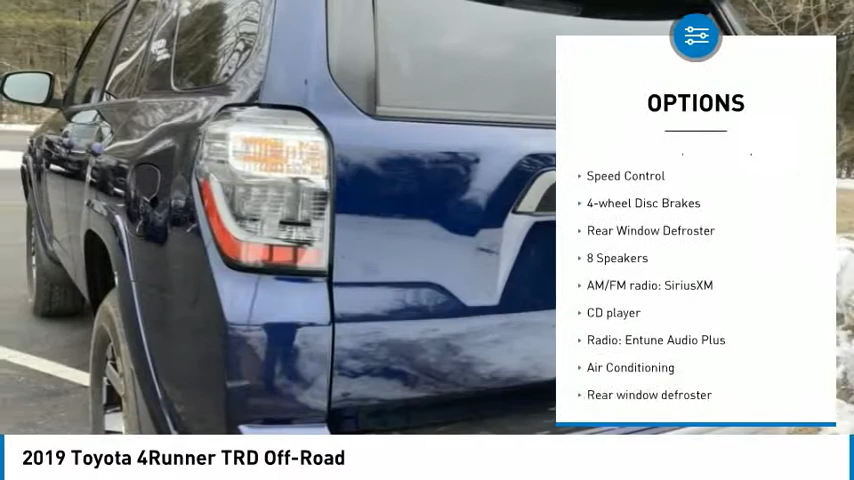 OPTIONS
Speed Control
4-wheel Disc Brakes
Rear Window Defroster
8 Speakers
AM/FM radio: SiriusXM
CD player
Radio: Entune Audio Plus
Air Conditioning
Rear window defroster
2019 Toyota 4Runner TRD Off-Road